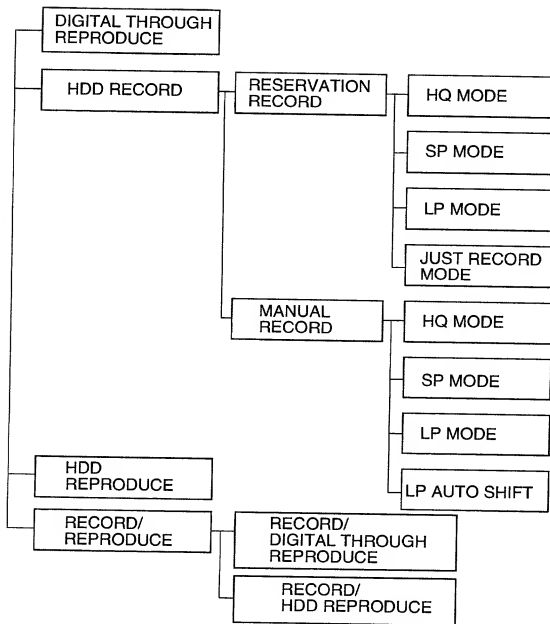 DIGITAL THROUGH
REPRODUCE
HDD RECORD
RESERVATION
RECORD
HQ MODE
SP MODE
LP MODE
JUST RECORD
MODE
MANUAL
RECORD
HQ MODE
SP MODE
LP MODE
LP AUTO SHIFT
HDD
REPRODUCE
RECORD/
REPRODUCE
RECORD/
DIGITAL THROUGH
REPRODUCE
RECORD/
HDD REPRODUCE